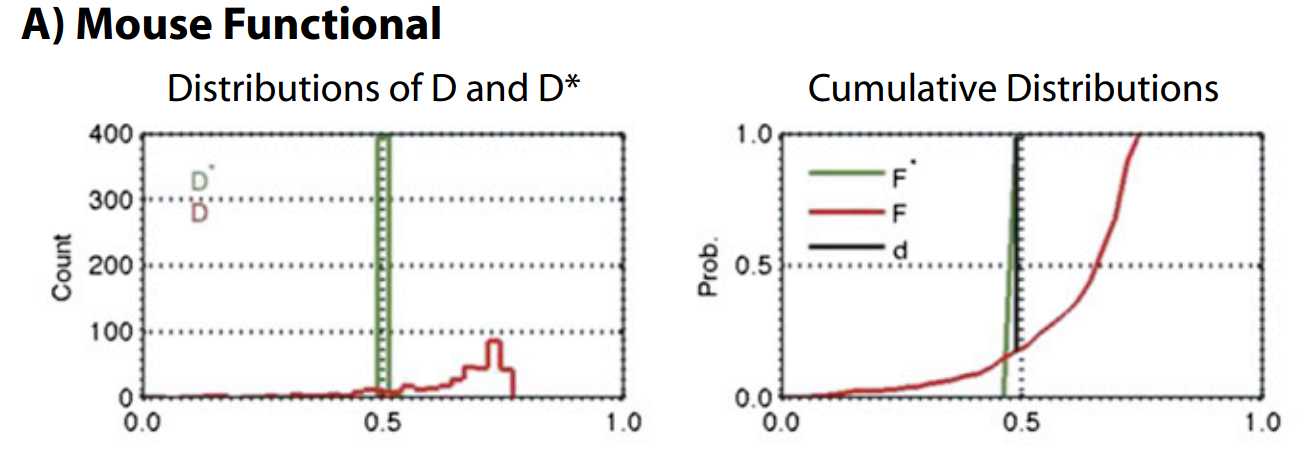 A) Mouse Functional
Distributions of D and D*
Cumulative Distributions
Count
400
300
200
100
0
0.0
0.5
1.0
D*
D
Prob.
1.0
0.5
0.0
0.0
0.5
1.0
F*
F
d